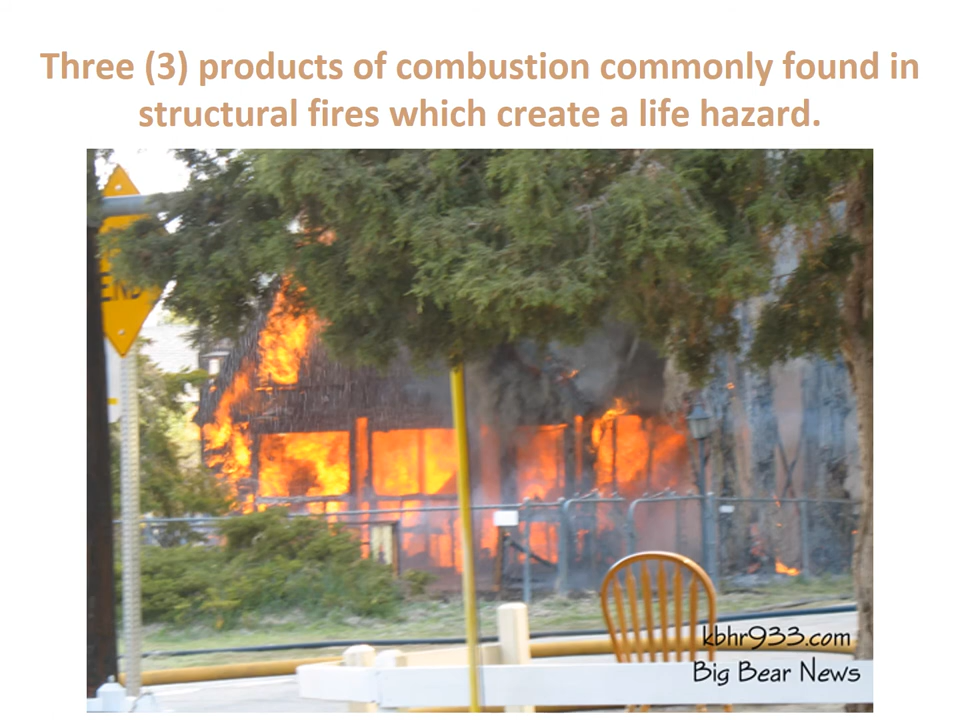 Three (3) products of combustion commonly found in
structural fires which create a life hazard.
END
kbhr933.com
Big Bear News